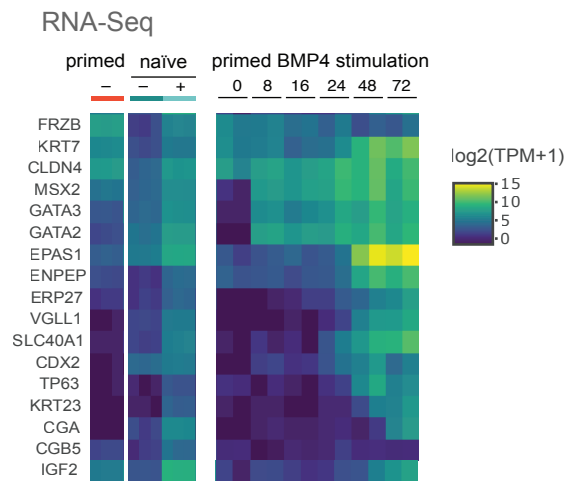 RNA-Seq
primed naïve primed BMP4 stimulation
– – + 0 8 16 24 48 72
FRZB
KRT7
CLDN4
MSX2
GATA3
GATA2
EPAS1
ENPEP
ERP27
VGLL1
SLC40A1
CDX2
TP63
KRT23
CGA
CGB5
IGF2
log2(TPM+1)
15
10
5
0